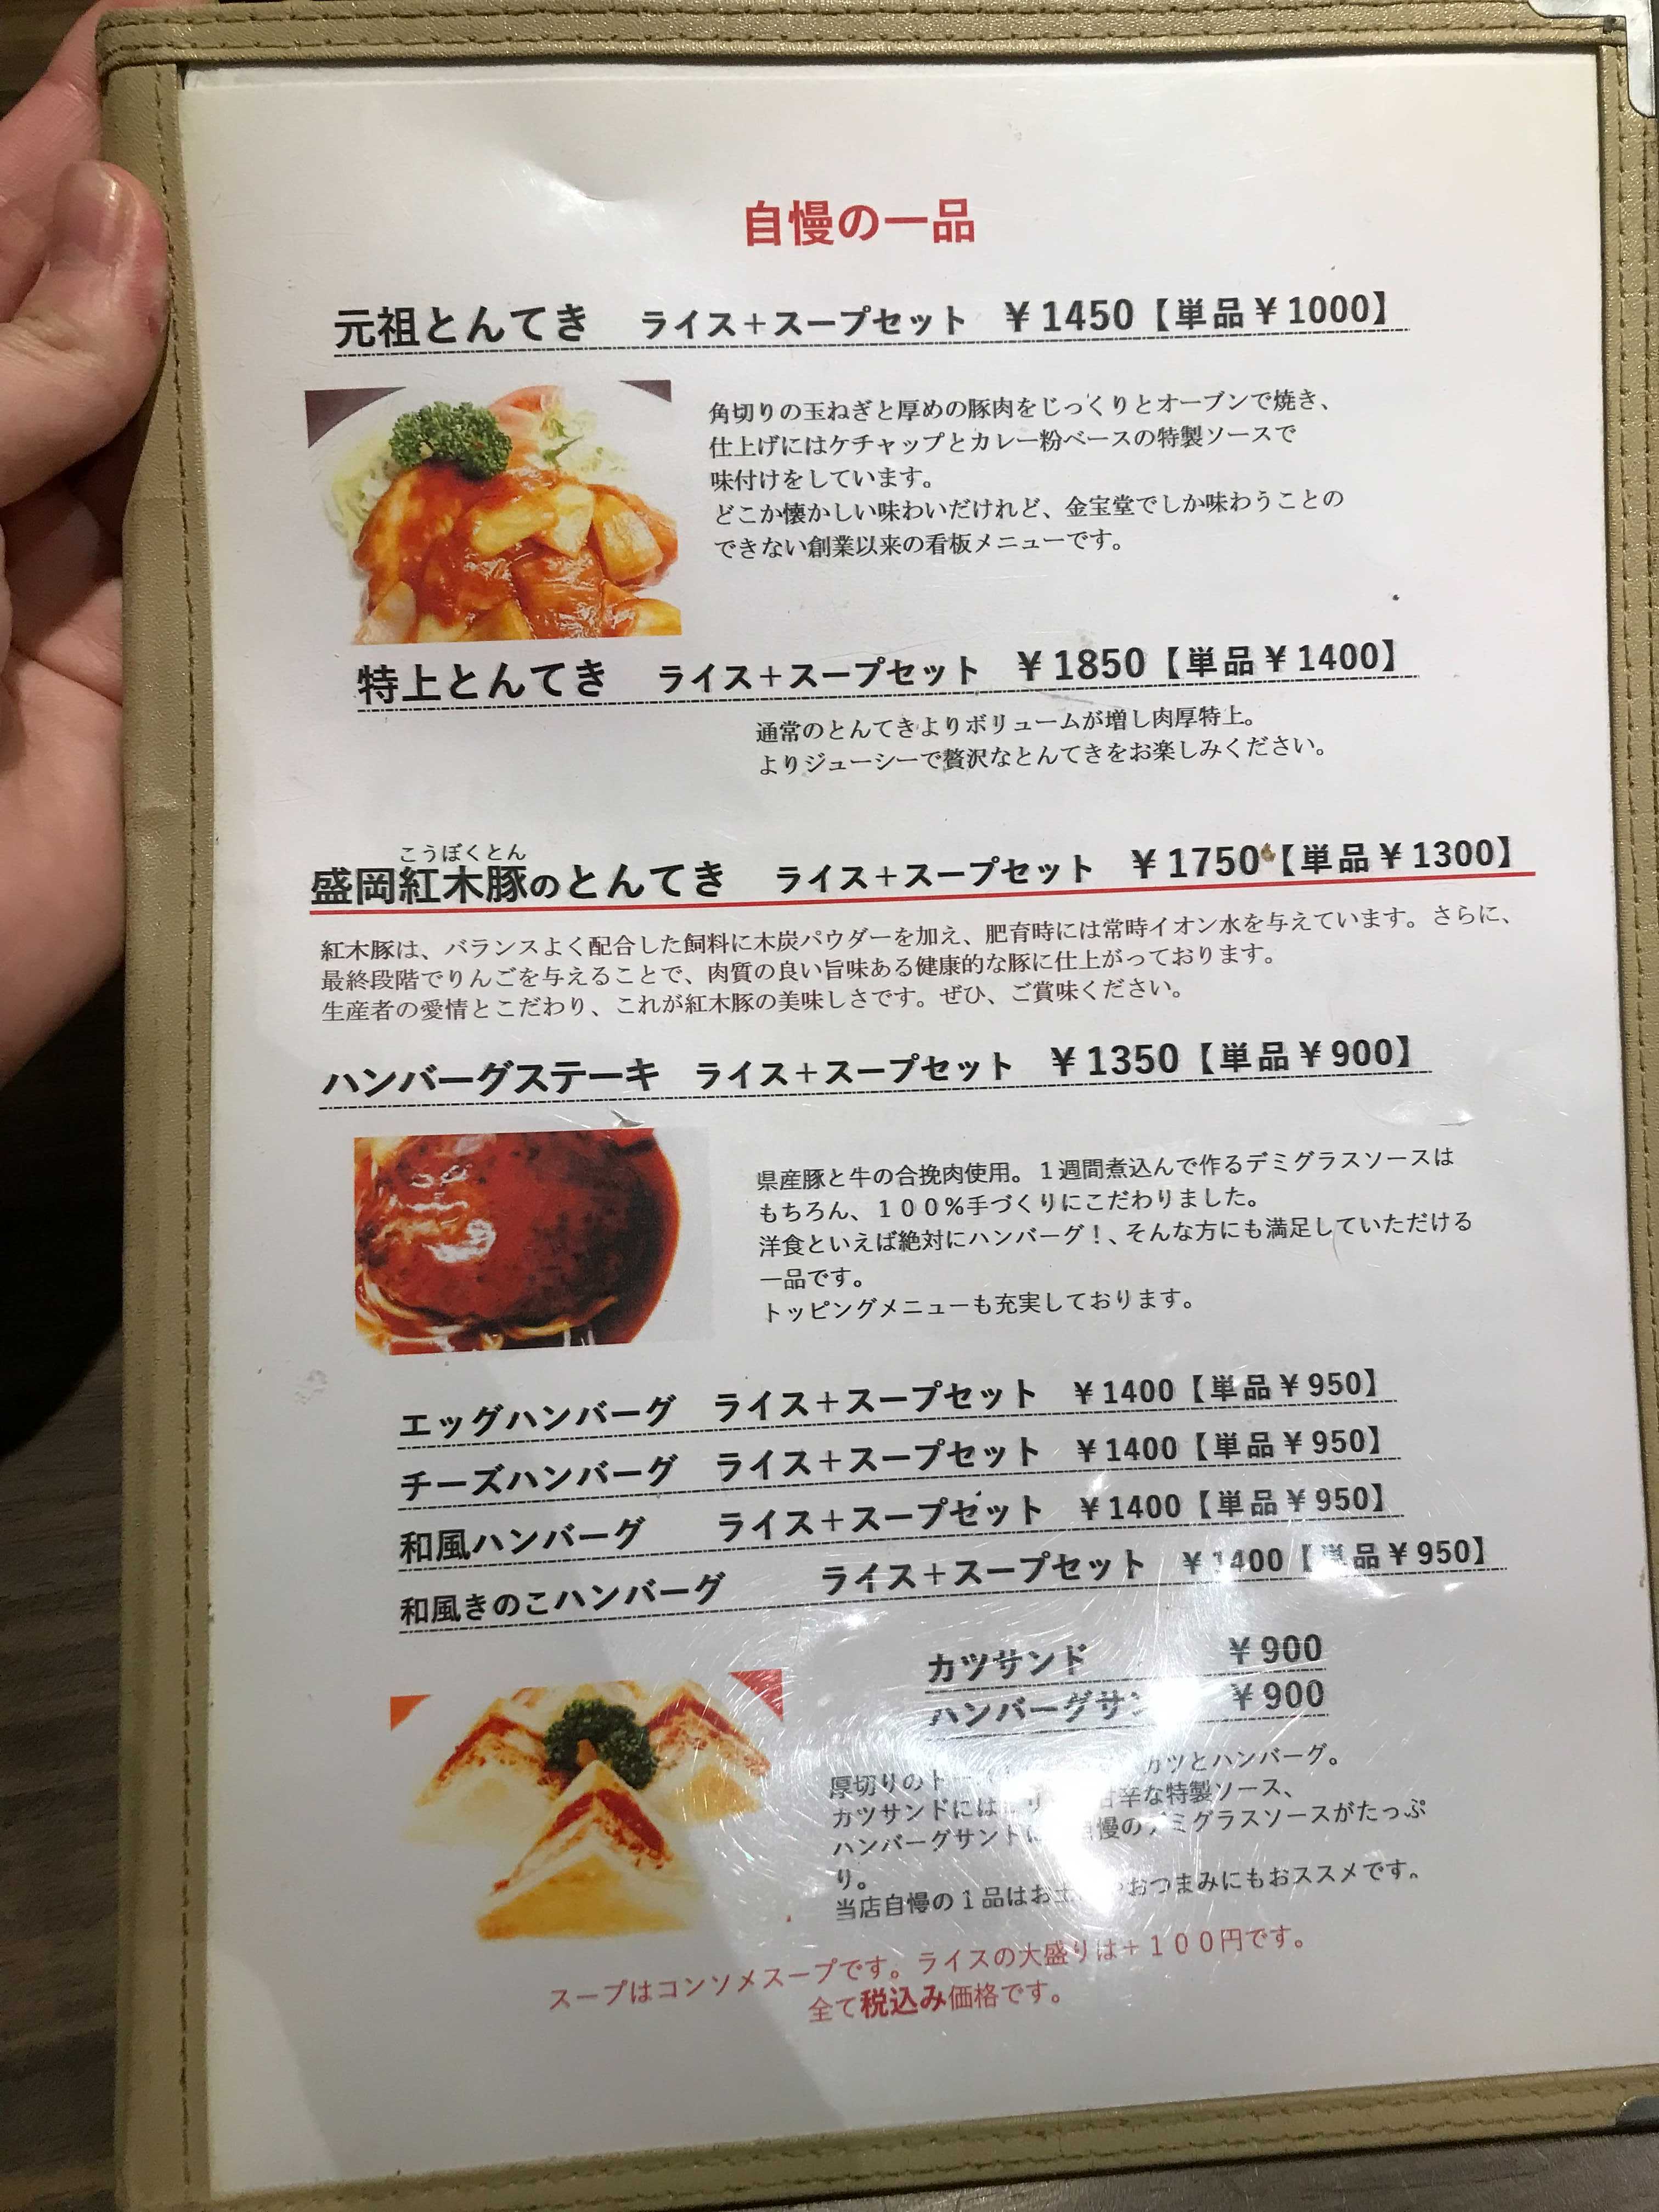 自慢の一品
元祖とんてき ライス＋スープセット ￥1450【単品￥1000】
角切りの玉ねぎと厚めの豚肉をじっくりとオーブンで焼き、
仕上げにはケチャップとカレー粉ベースの特製ソースで
味付けをしています。
どこか懐かしい味わいだけれど、金宝堂でしか味わうことの
できない創業以来の看板メニューです。
特上とんてき ライス＋スープセット ￥1850【単品￥1400】
通常のとんてきよりボリュームが増し肉厚特上。
よりジューシーで贅沢なとんてきをお楽しみください。
こうぼくとん
盛岡紅木豚のとんてき ライス＋スープセット ￥1750【単品￥1300】
紅木豚は、バランスよく配合した飼料に木炭パウダーを加え、肥育時には常時イオン水を与えています。さらに、
最終段階でりんごを与えることで、肉質の良い旨味ある健康的な豚に仕上がっております。
生産者の愛情とこだわり、これが紅木豚の美味しさです。ぜひ、ご賞味ください。
ハンバーグステーキ ライス＋スープセット ￥1350【単品￥900】
県産豚と牛の合挽肉使用。１週間煮込んで作るデミグラスソースは
もちろん、１００％手づくりにこだわりました。
洋食といえば絶対にハンバーグ！、そんな方にも満足していただける
一品です。
トッピングメニューも充実しております。
エッグハンバーグ ライス＋スープセット ￥1400【単品￥950】
チーズハンバーグ ライス＋スープセット ￥1400【単品￥950】
和風ハンバーグ ライス＋スープセット ￥1400【単品￥950】
和風きのこハンバーグ ライス＋スープセット ￥1400【単品￥950】
カツサンド ￥900
ハンバーグサン ￥900
厚切りのト カツとハンバーグ。
カツサンドには 甘辛な特製ソース、
ハンバーグサンド 自慢のデミグラスソースがたっぷ
り。
当店自慢の１品はお土 おつまみにもおススメです。
スープはコンソメスープです。ライスの大盛りは＋１００円です。
全て税込み価格です。